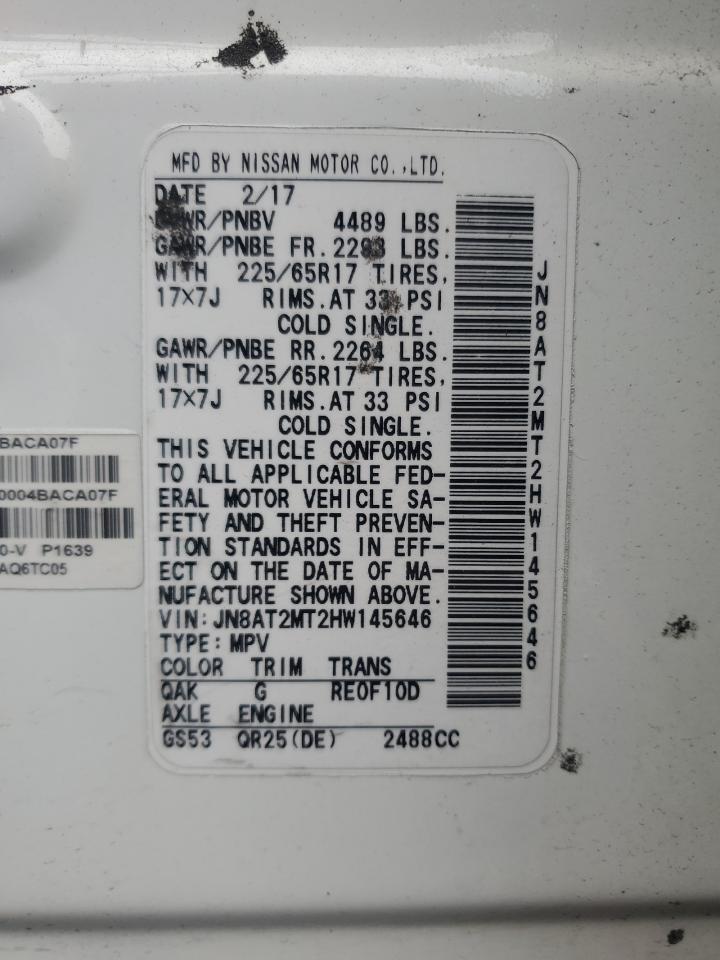 MFD BY NISSAN MOTOR CO.,LTD.
DATE 2/17
GVWR/PNBV 4489 LBS.
GAWR/PNBE FR. 2293 LBS.
WITH 225/65R17 TIRES,
17×7J RIMS.AT 33 PSI
COLD SINGLE.
GAWR/PNBE RR. 2264 LBS.
WITH 225/65R17 TIRES,
17×7J RIMS.AT 33 PSI
COLD SINGLE.
THIS VEHICLE CONFORMS
TO ALL APPLICABLE FED-
ERAL MOTOR VEHICLE SA-
FETY AND THEFT PREVEN-
TION STANDARDS IN EFF-
ECT ON THE DATE OF MA-
NUFACTURE SHOWN ABOVE.
VIN: JN8AT2MT2HW145646
TYPE: MPV
COLOR TRIM TRANS
QAK G RE0F10D
AXLE ENGINE
GS53 QR25(DE) 2488CC
JN8AT2MT2HW145646
BACA07F
0004BACA07F
0-V P1639
AQ6TC05